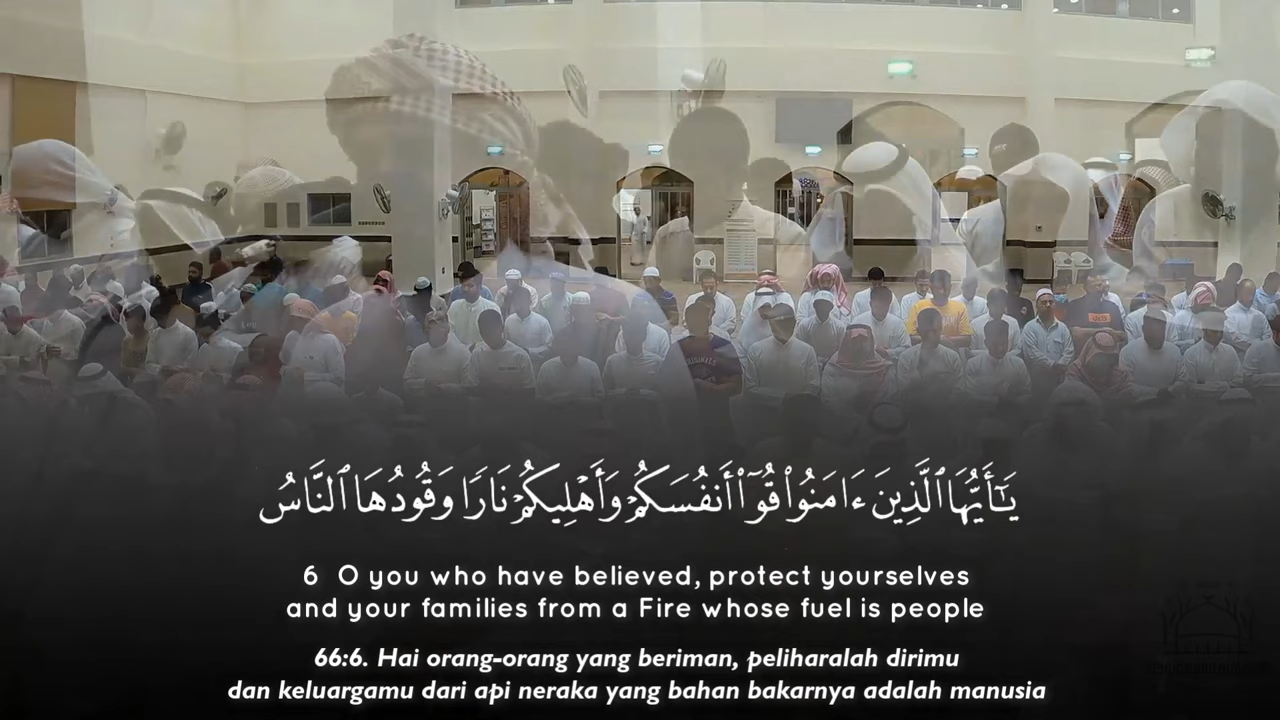 يَٰٓأَيُّهَا ٱلَّذِينَ ءَامَنُوا۟ قُوٓا۟ أَنفُسَكُمْ وَأَهْلِيكُمْ نَارًا وَقُودُهَا ٱلنَّاسُ
6 O you who have believed, protect yourselves
and your families from a Fire whose fuel is people
66:6. Hai orang-orang yang beriman, peliharalah dirimu
dan keluargamu dari api neraka yang bahan bakarnya adalah manusia